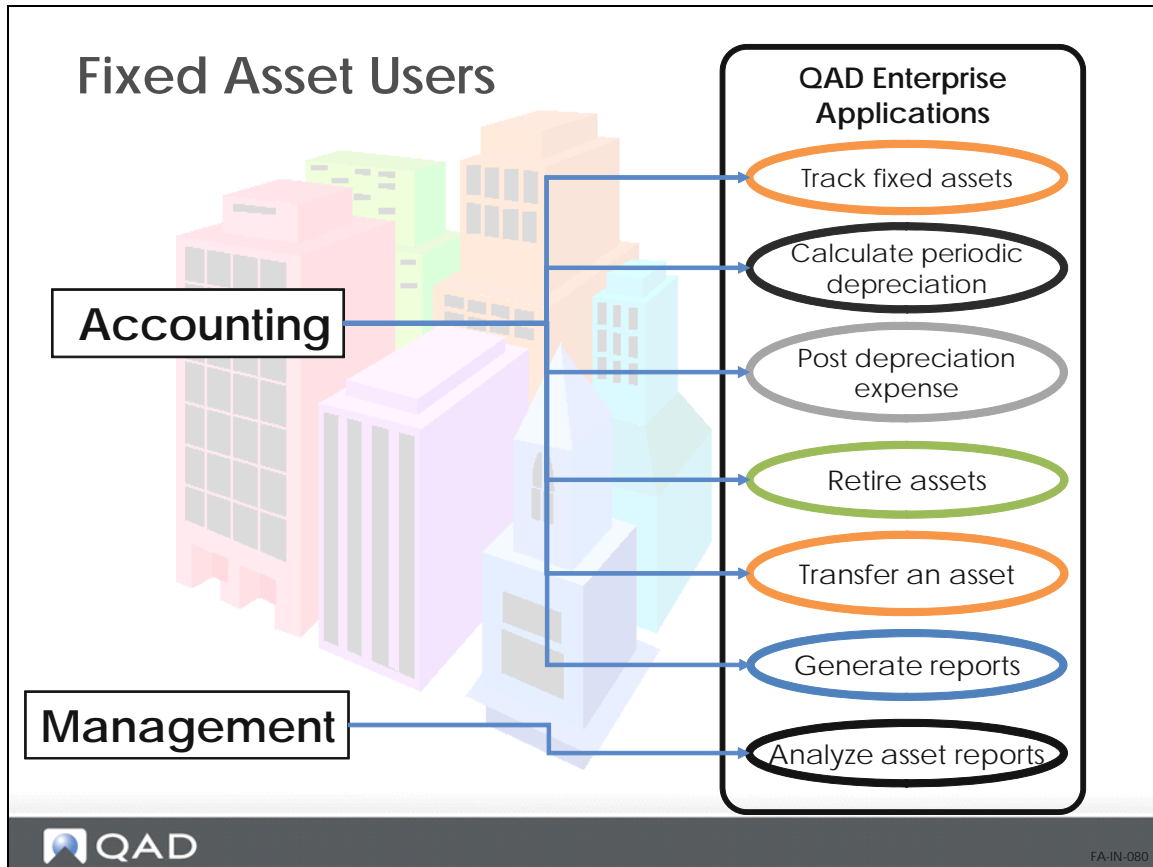 Fixed Asset Users
QAD Enterprise
Applications
Track fixed assets
Calculate periodic
depreciation
Accounting
Post depreciation
expense
Retire assets
Transfer an asset
Generate reports
Management
Analyze asset reports
QAD
FA-IN-080